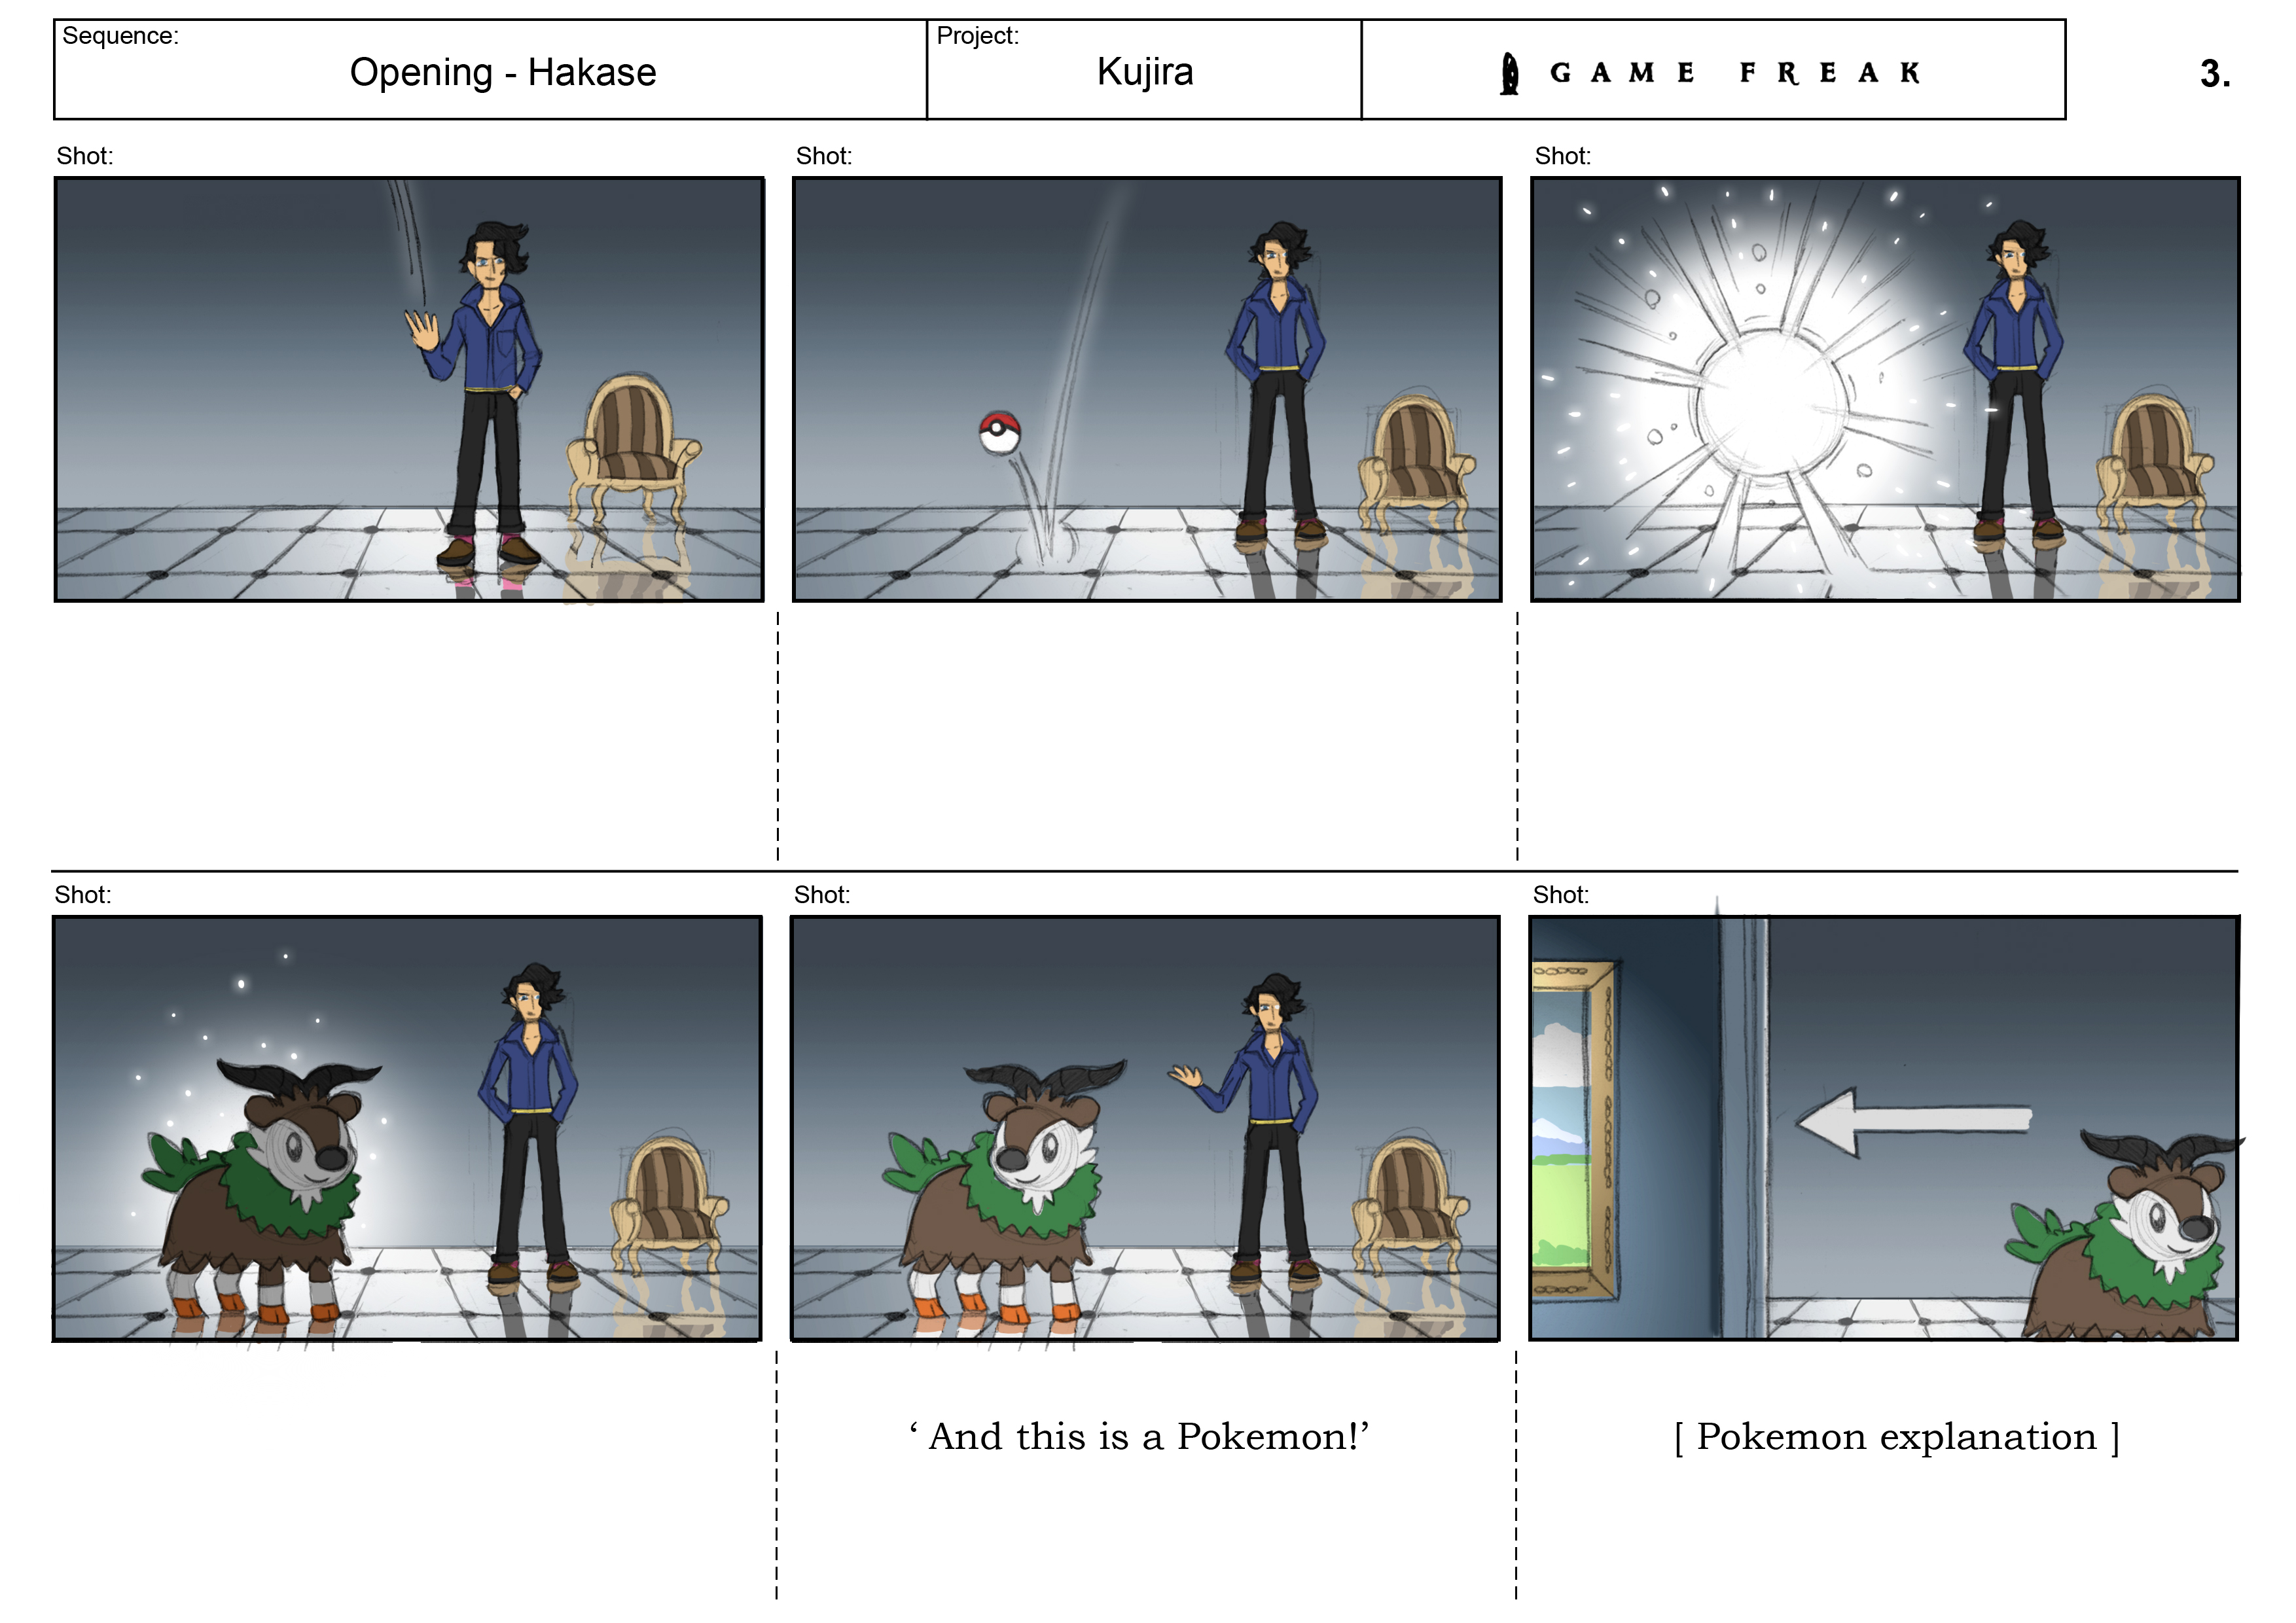 Sequence:
Opening - Hakase
Project:
Kujira
GAME FREAK
3.
Shot:
Shot:
Shot:
Shot:
Shot:
Shot:
‘ And this is a Pokemon!’
[ Pokemon explanation ]